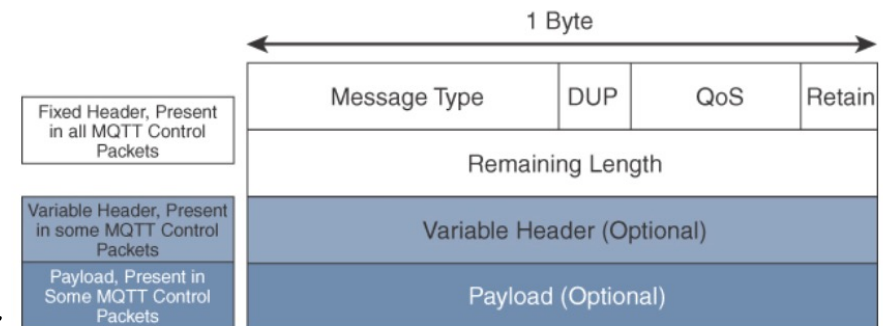 1 Byte
Message Type DUP QoS Retain
Fixed Header, Present
in all MQTT Control
Packets
Remaining Length
Variable Header, Present
in some MQTT Control
Packets
Variable Header (Optional)
Payload, Present in
Some MQTT Control
Packets
Payload (Optional)